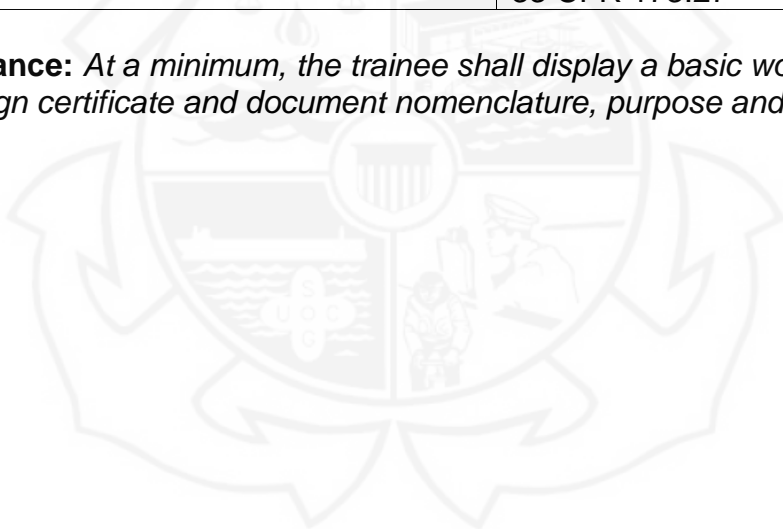 ance: At a minimum, the trainee shall display a basic wo
gn certificate and document nomenclature, purpose and
S
U O C
G